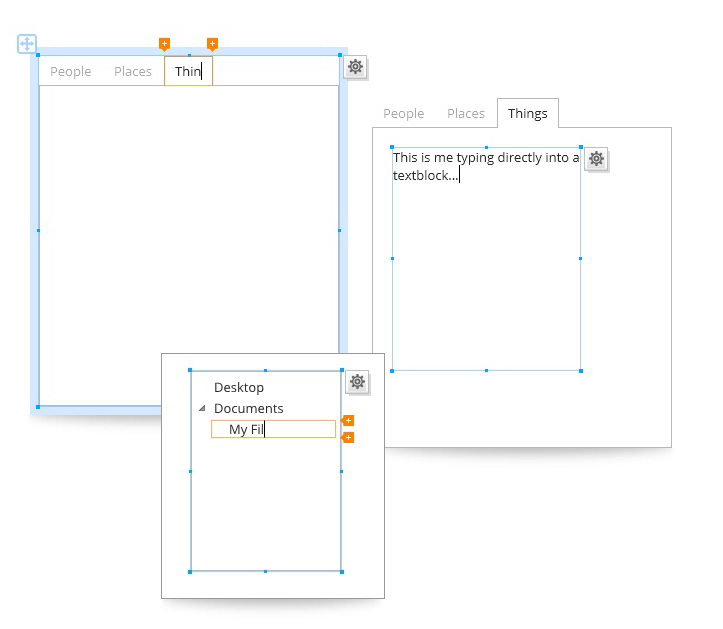 People Places Thin
People Places Things
This is me typing directly into a
textblock...
Desktop
Documents
My Fil